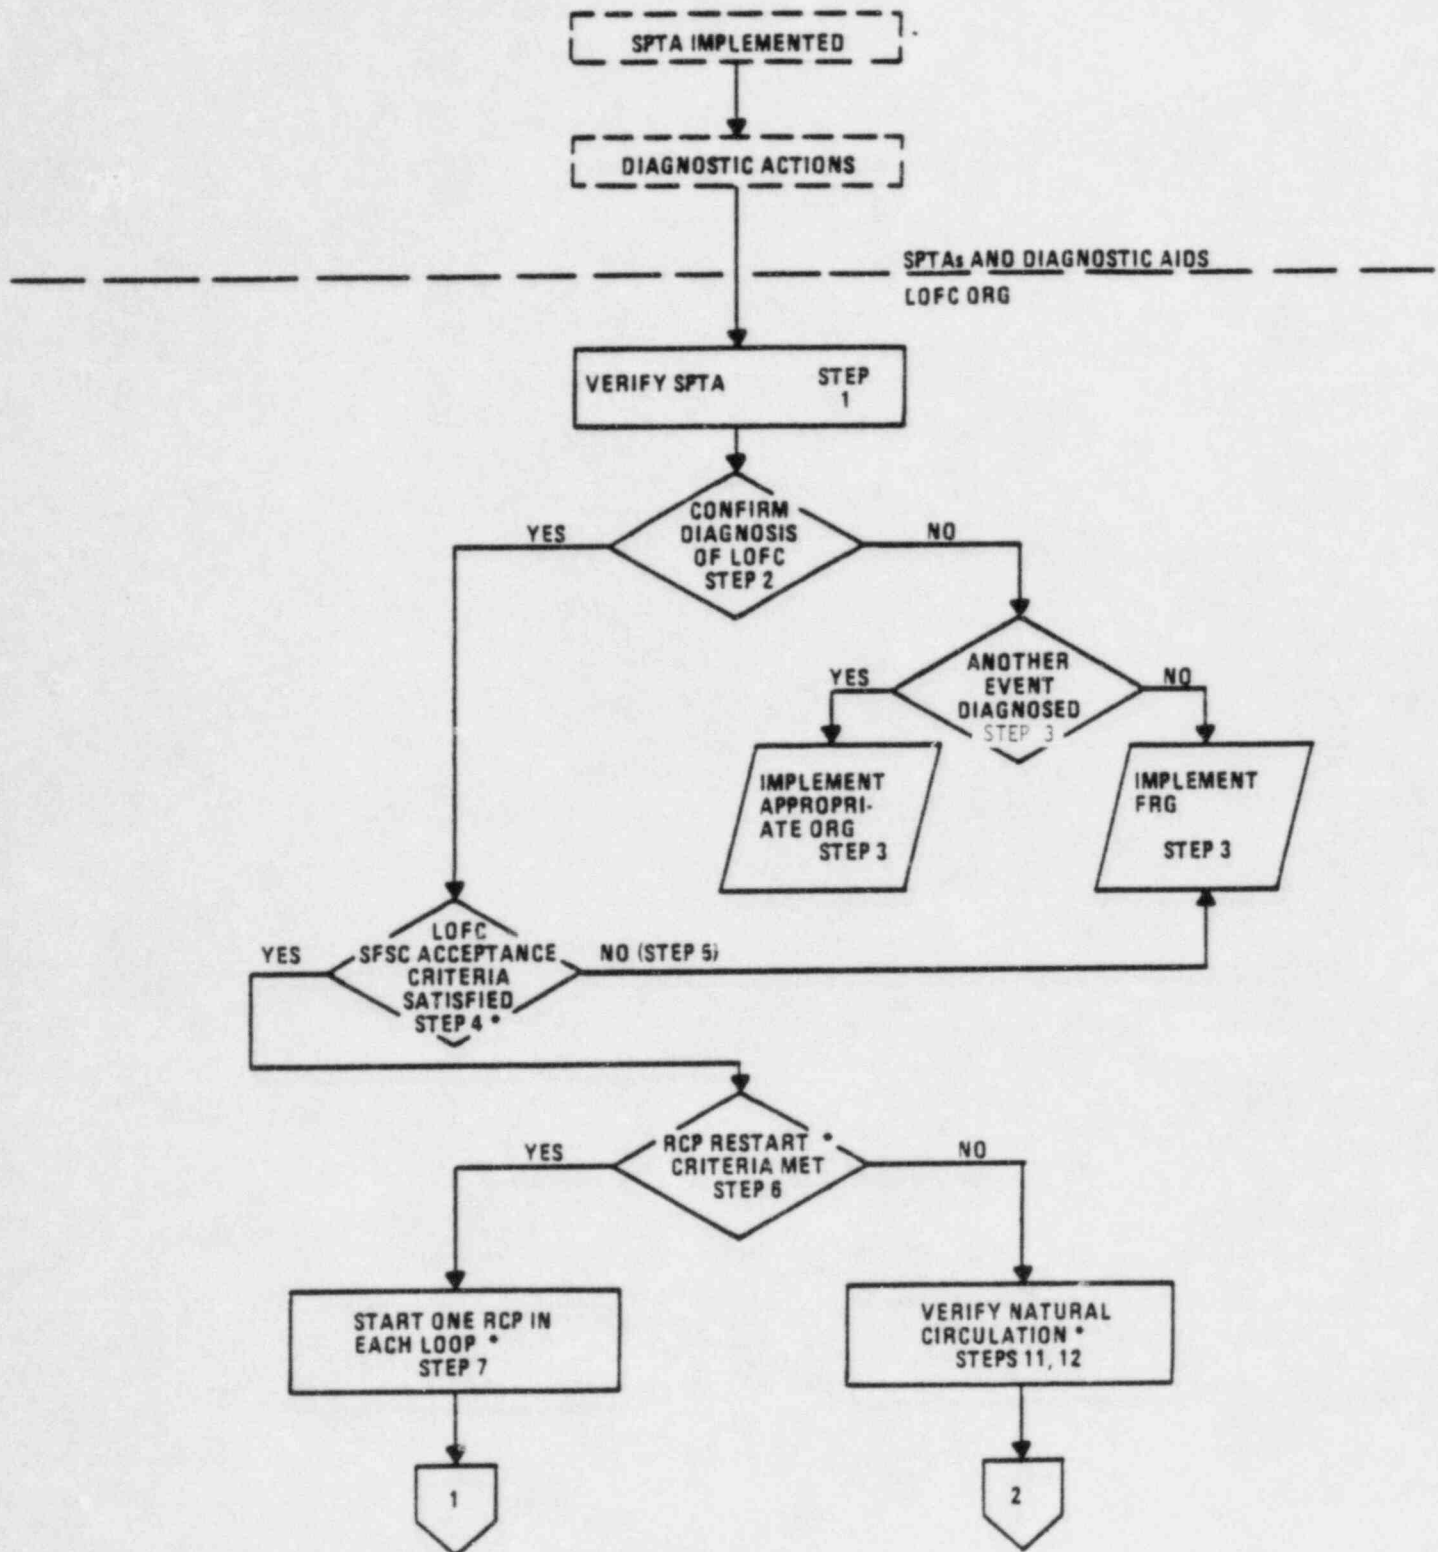 SPTA IMPLEMENTED
DIAGNOSTIC ACTIONS
SPTAs AND DIAGNOSTIC AIDS
LOFC ORG
VERIFY SPTA STEP
1
CONFIRM
DIAGNOSIS
OF LOFC
STEP 2
YES
NO
ANOTHER
EVENT
DIAGNOSED
STEP 3
YES
NO
IMPLEMENT
APPROPRI-
ATE ORG
STEP 3
IMPLEMENT
FRG
STEP 3
LOFC
SFSC ACCEPTANCE
CRITERIA
SATISFIED
STEP 4 *
YES
NO (STEP 5)
RCP RESTART *
CRITERIA MET
STEP 6
YES
NO
START ONE RCP IN
EACH LOOP *
STEP 7
VERIFY NATURAL
CIRCULATION *
STEPS 11, 12
1
2